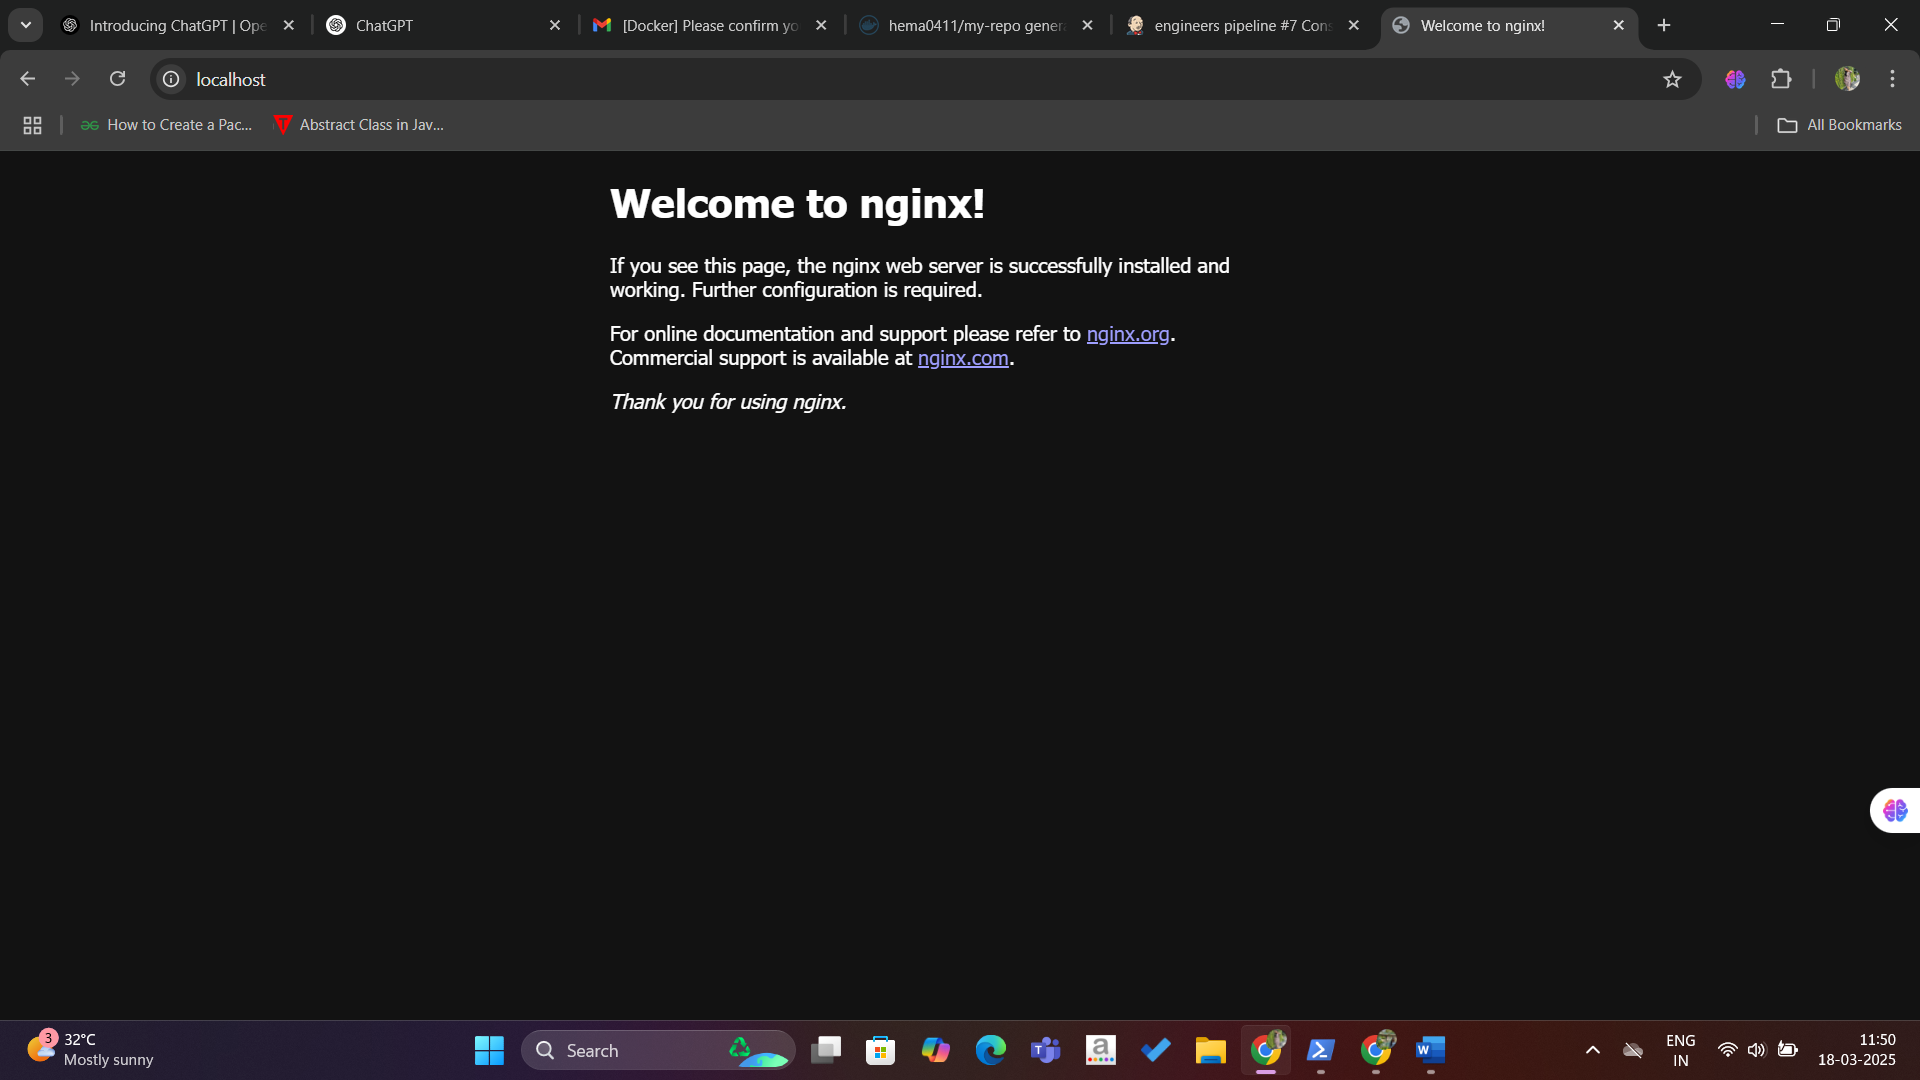 Introducing ChatGPT | Ope
ChatGPT
[Docker] Please confirm yo
hema0411/my-repo genera
engineers pipeline #7 Cons
Welcome to nginx!
localhost
How to Create a Pac...
Abstract Class in Jav...
All Bookmarks
Welcome to nginx!
If you see this page, the nginx web server is successfully installed and
working. Further configuration is required.
For online documentation and support please refer to nginx.org.
Commercial support is available at nginx.com.
Thank you for using nginx.
3
32°C
Mostly sunny
Search
ENG
IN
11:50
18-03-2025